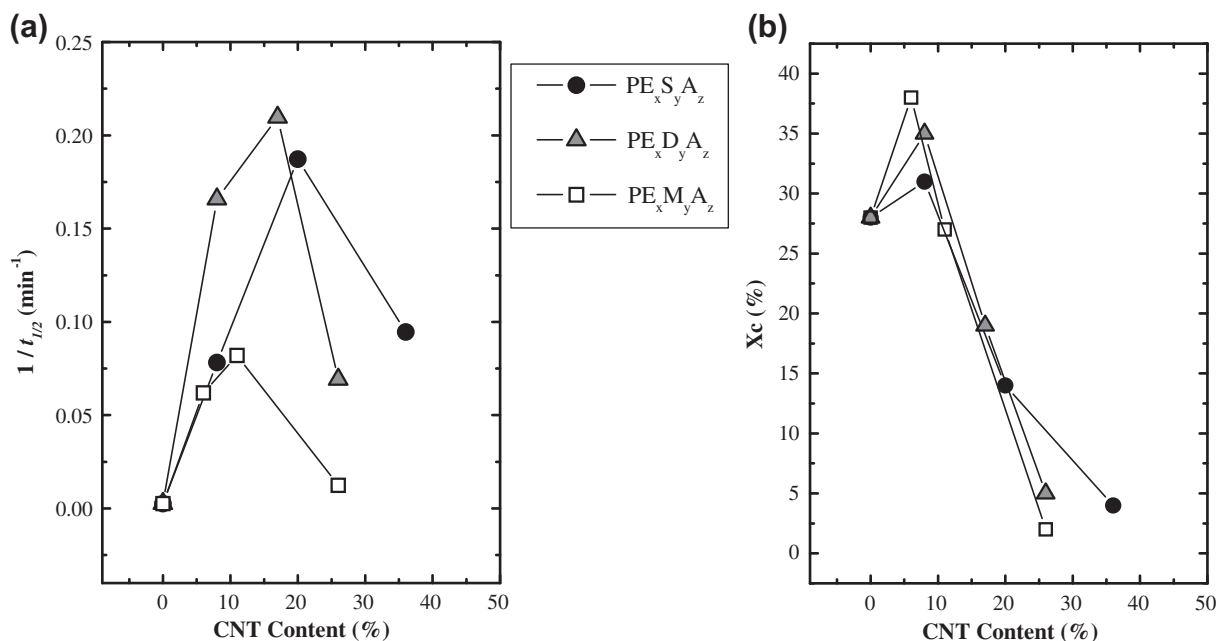 (a)
0.25
0.20
0.15
0.10
0.05
0.00
1 / t1/2 (min-1)
0 10 20 30 40 50
CNT Content (%)
PExSyAz
PExDyAz
PExMyAz
(b)
40
35
30
25
20
15
10
5
0
Xc (%)
0 10 20 30 40 50
CNT Content (%)